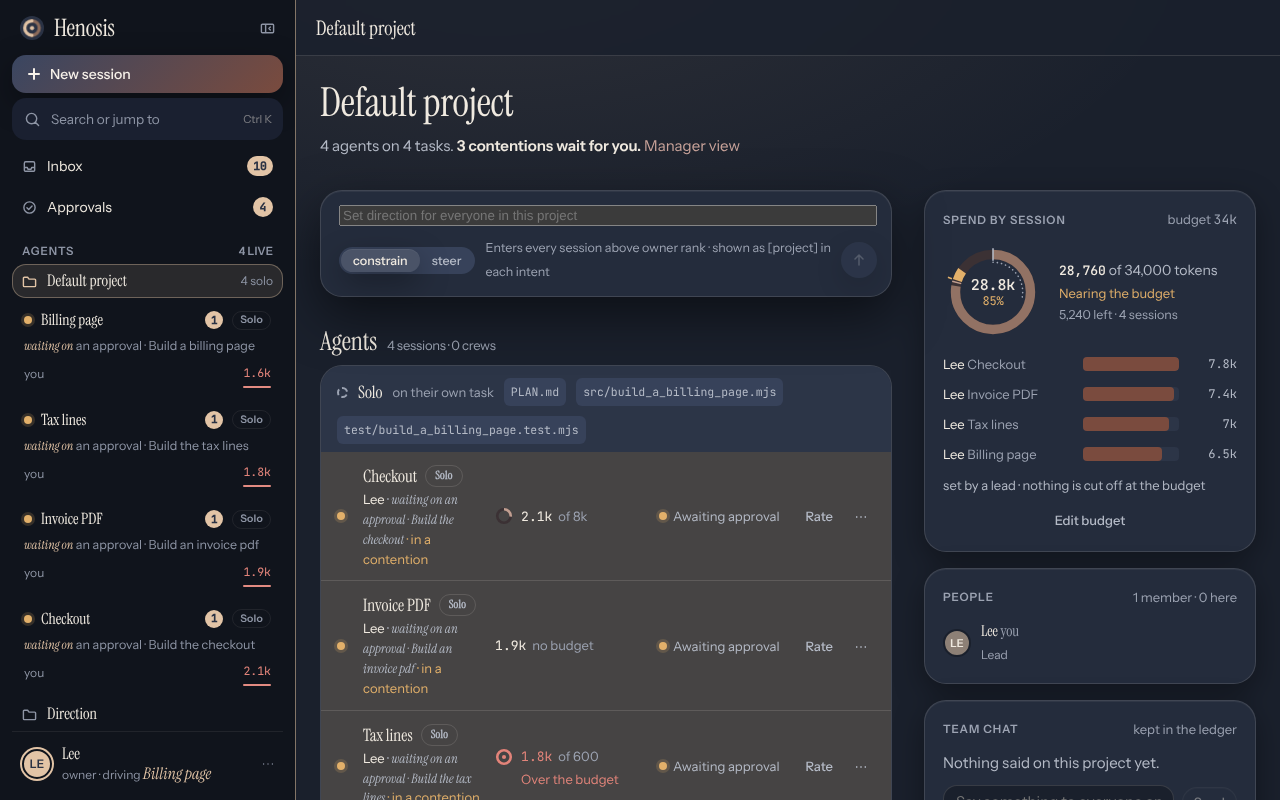 Henosis
New session
Search or jump to
Ctrl K
Inbox
10
Approvals
4
AGENTS
4 LIVE
Default project
4 solo
Billing page
1
Solo
waiting on an approval · Build a billing page
you
1.6k
Tax lines
1
Solo
waiting on an approval · Build the tax lines
you
1.8k
Invoice PDF
1
Solo
waiting on an approval · Build an invoice pdf
you
1.9k
Checkout
1
Solo
waiting on an approval · Build the checkout
you
2.1k
Direction
LE
Lee
owner · driving Billing page
Default project
Default project
4 agents on 4 tasks. 3 contentions wait for you. Manager view
Set direction for everyone in this project
constrain
steer
Enters every session above owner rank · shown as [project] in
each intent
Agents
4 sessions · 0 crews
Solo
on their own task
PLAN.md
src/build_a_billing_page.mjs
test/build_a_billing_page.test.mjs
Checkout
Solo
Lee · waiting on an
approval · Build the
checkout · in a
contention
2.1k of 8k
Awaiting approval
Rate
Invoice PDF
Solo
Lee · waiting on an
approval · Build an
invoice pdf · in a
contention
1.9k no budget
Awaiting approval
Rate
Tax lines
Solo
Lee · waiting on an
approval · Build the tax
lines · in a contention
1.8k of 600
Over the budget
Awaiting approval
Rate
SPEND BY SESSION
budget 34k
28.8k
85%
28,760 of 34,000 tokens
Nearing the budget
5,240 left · 4 sessions
Lee Checkout
7.8k
Lee Invoice PDF
7.4k
Lee Tax lines
7k
Lee Billing page
6.5k
set by a lead · nothing is cut off at the budget
Edit budget
PEOPLE
1 member · 0 here
LE
Lee you
Lead
TEAM CHAT
kept in the ledger
Nothing said on this project yet.